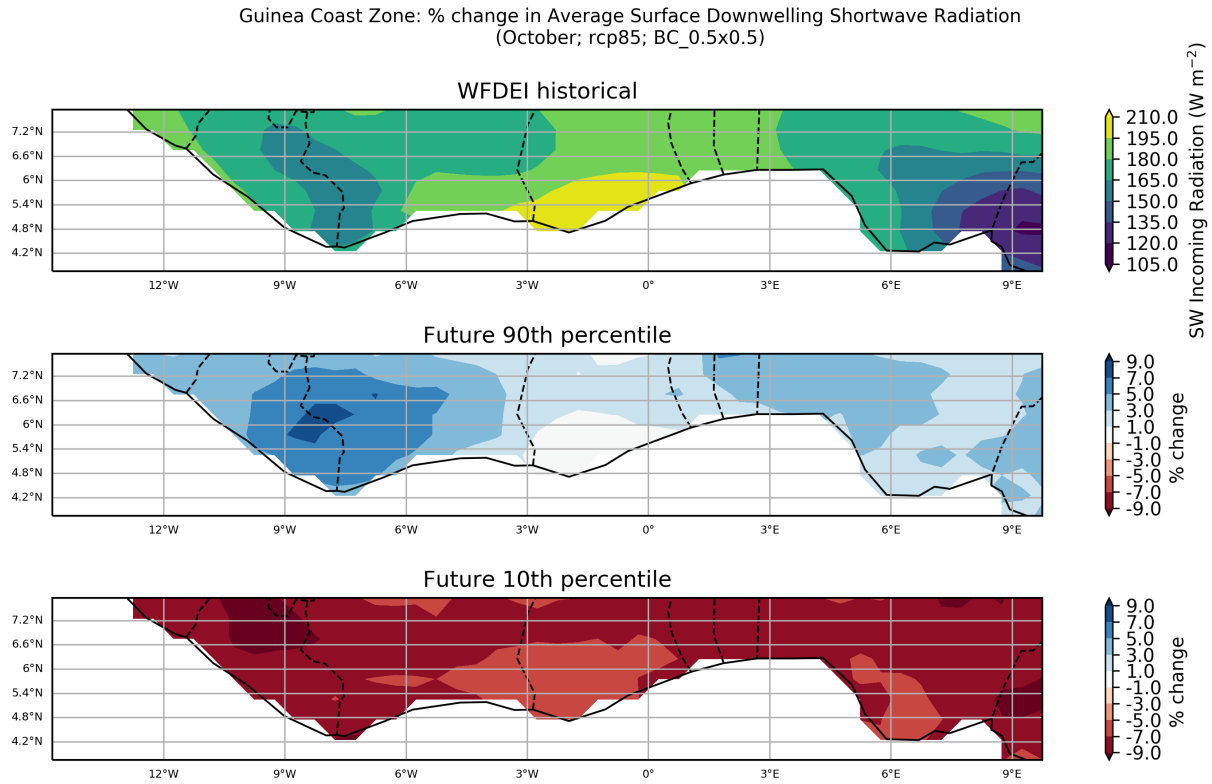 Guinea Coast Zone: % change in Average Surface Downwelling Shortwave Radiation
(October; rcp85; BC_0.5x0.5)
WFDEI historical
7.2°N
6.6°N
6°N
5.4°N
4.8°N
4.2°N
12°W 9°W 6°W 3°W 0° 3°E 6°E 9°E
210.0
195.0
180.0
165.0
150.0
135.0
120.0
105.0
SW Incoming Radiation (W m⁻²)
Future 90th percentile
7.2°N
6.6°N
6°N
5.4°N
4.8°N
4.2°N
12°W 9°W 6°W 3°W 0° 3°E 6°E 9°E
9.0
7.0
5.0
3.0
1.0
-1.0
-3.0
-5.0
-7.0
-9.0
% change
Future 10th percentile
7.2°N
6.6°N
6°N
5.4°N
4.8°N
4.2°N
12°W 9°W 6°W 3°W 0° 3°E 6°E 9°E
9.0
7.0
5.0
3.0
1.0
-1.0
-3.0
-5.0
-7.0
-9.0
% change